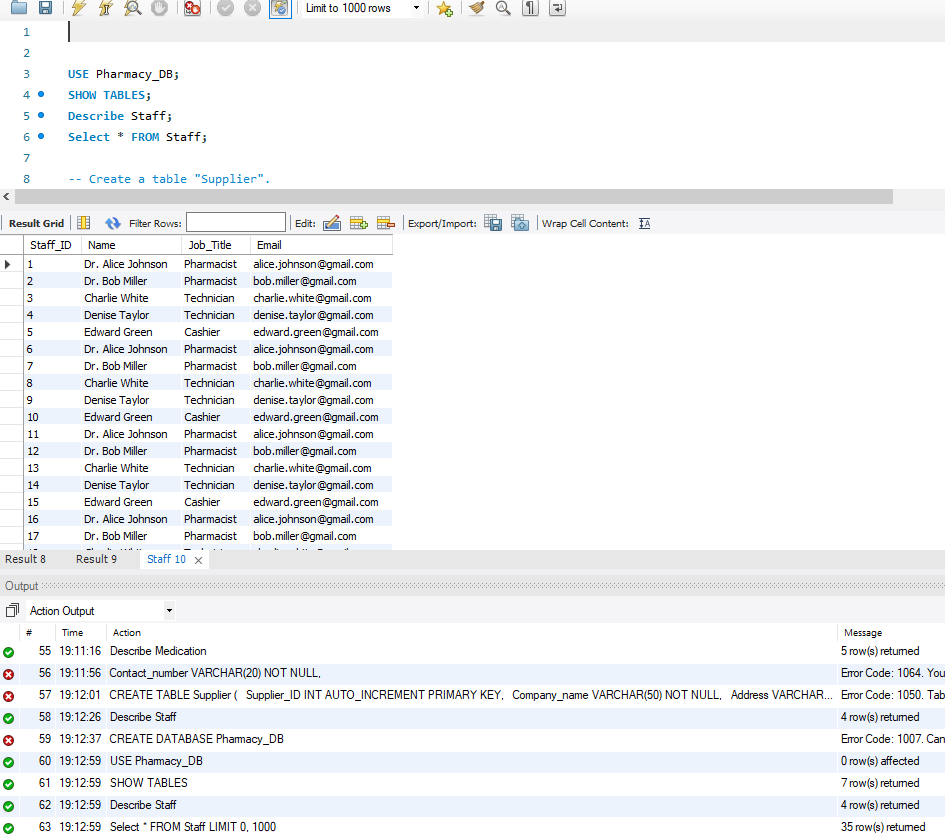 Limit to 1000 rows
1
2
3 USE Pharmacy_DB;
4 SHOW TABLES;
5 Describe Staff;
6 Select * FROM Staff;
7
8 -- Create a table "Supplier".
Result Grid Filter Rows: Edit: Export/Import: Wrap Cell Content:
Staff_ID Name Job_Title Email
1 Dr. Alice Johnson Pharmacist alice.johnson@gmail.com
2 Dr. Bob Miller Pharmacist bob.miller@gmail.com
3 Charlie White Technician charlie.white@gmail.com
4 Denise Taylor Technician denise.taylor@gmail.com
5 Edward Green Cashier edward.green@gmail.com
6 Dr. Alice Johnson Pharmacist alice.johnson@gmail.com
7 Dr. Bob Miller Pharmacist bob.miller@gmail.com
8 Charlie White Technician charlie.white@gmail.com
9 Denise Taylor Technician denise.taylor@gmail.com
10 Edward Green Cashier edward.green@gmail.com
11 Dr. Alice Johnson Pharmacist alice.johnson@gmail.com
12 Dr. Bob Miller Pharmacist bob.miller@gmail.com
13 Charlie White Technician charlie.white@gmail.com
14 Denise Taylor Technician denise.taylor@gmail.com
15 Edward Green Cashier edward.green@gmail.com
16 Dr. Alice Johnson Pharmacist alice.johnson@gmail.com
17 Dr. Bob Miller Pharmacist bob.miller@gmail.com
Result 8 Result 9 Staff 10
Output
Action Output
# Time Action Message
55 19:11:16 Describe Medication 5 row(s) returned
56 19:11:56 Contact_number VARCHAR(20) NOT NULL, Error Code: 1064. You
57 19:12:01 CREATE TABLE Supplier ( Supplier_ID INT AUTO_INCREMENT PRIMARY KEY, Company_name VARCHAR(50) NOT NULL, Address VARCHAR... Error Code: 1050. Tab
58 19:12:26 Describe Staff 4 row(s) returned
59 19:12:37 CREATE DATABASE Pharmacy_DB Error Code: 1007. Can
60 19:12:59 USE Pharmacy_DB 0 row(s) affected
61 19:12:59 SHOW TABLES 7 row(s) returned
62 19:12:59 Describe Staff 4 row(s) returned
63 19:12:59 Select * FROM Staff LIMIT 0, 1000 35 row(s) returned